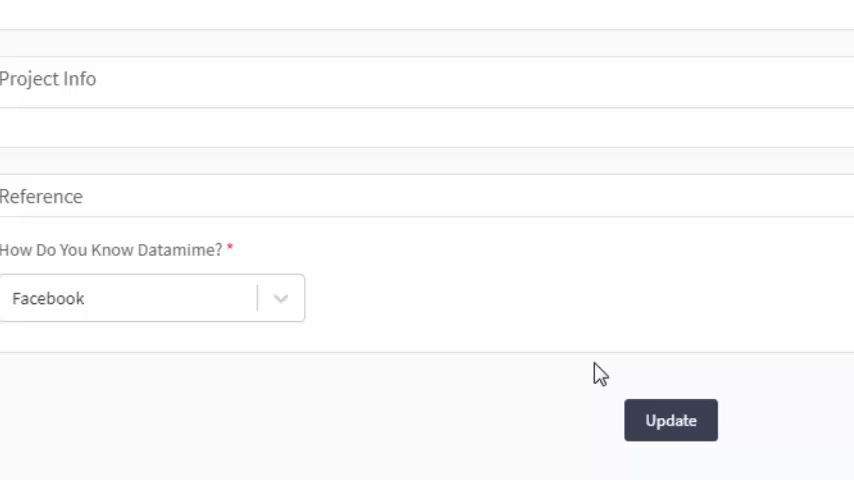 Project Info
Reference
How Do You Know Datamime? *
Facebook
Update